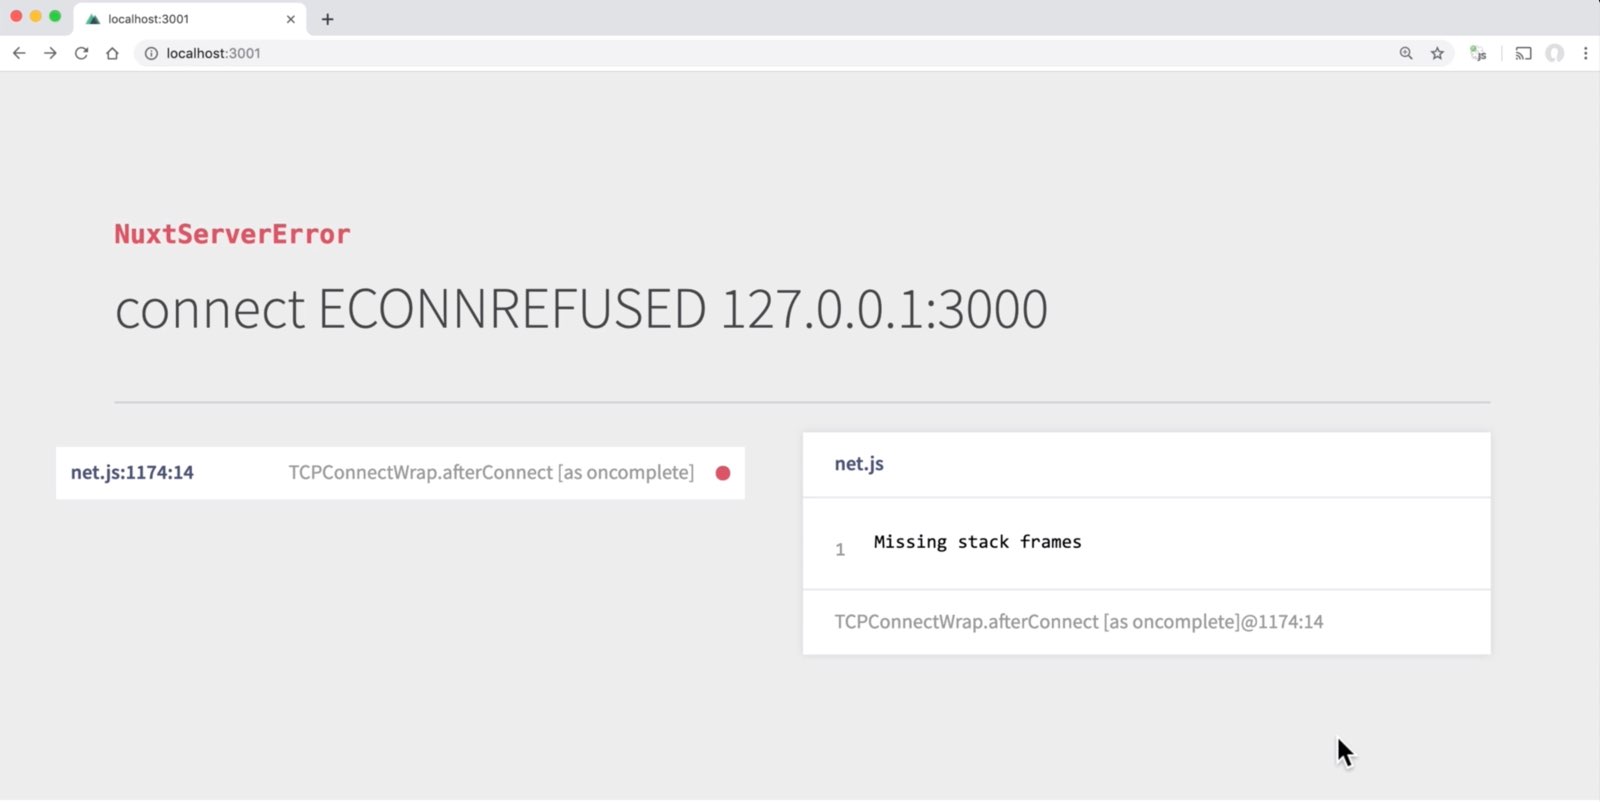 localhost:3001
localhost:3001
NuxtServerError
connect ECONNREFUSED 127.0.0.1:3000
net.js:1174:14 TCPConnectWrap.afterConnect [as oncomplete]
net.js
1 Missing stack frames
TCPConnectWrap.afterConnect [as oncomplete]@1174:14